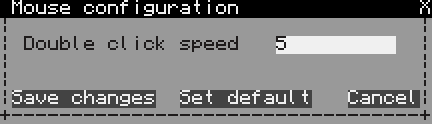 Mouse configuration X
Double click speed 5
Save changes Set default Cancel